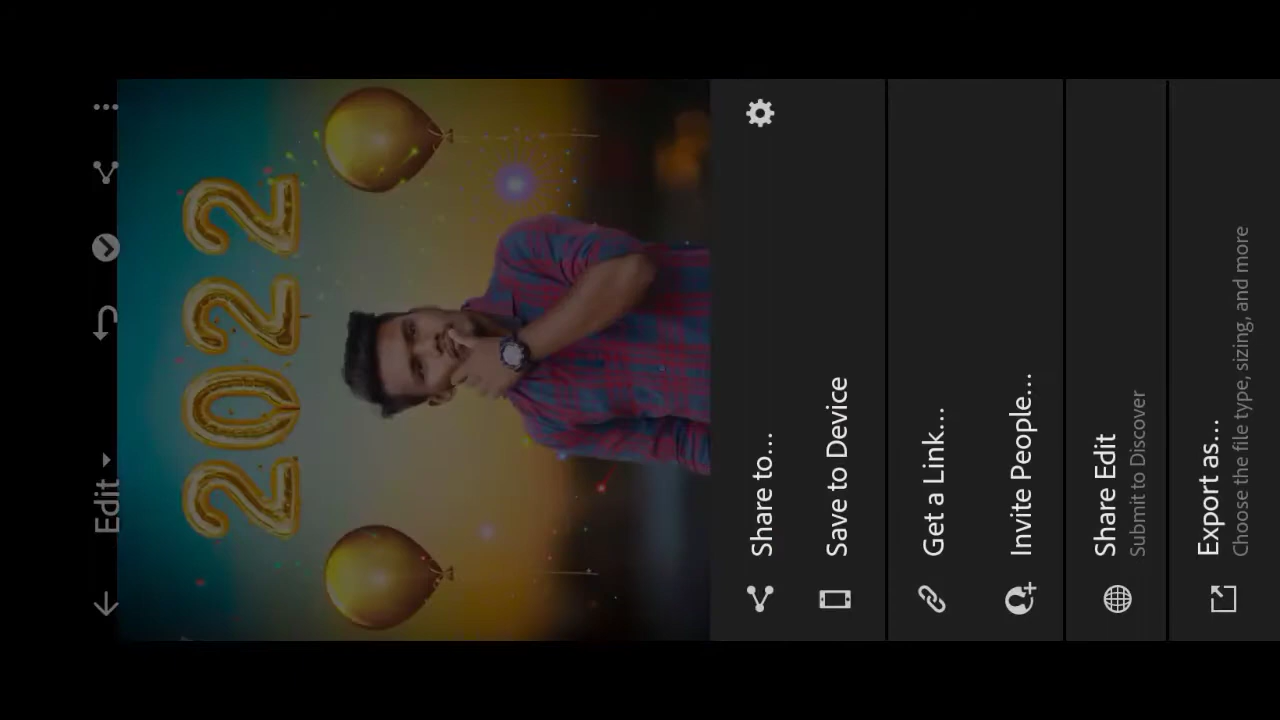 Edit
2022
Share to...
Save to Device
Get a Link...
Invite People...
Share Edit
Submit to Discover
Export as...
Choose the file type, sizing, and more